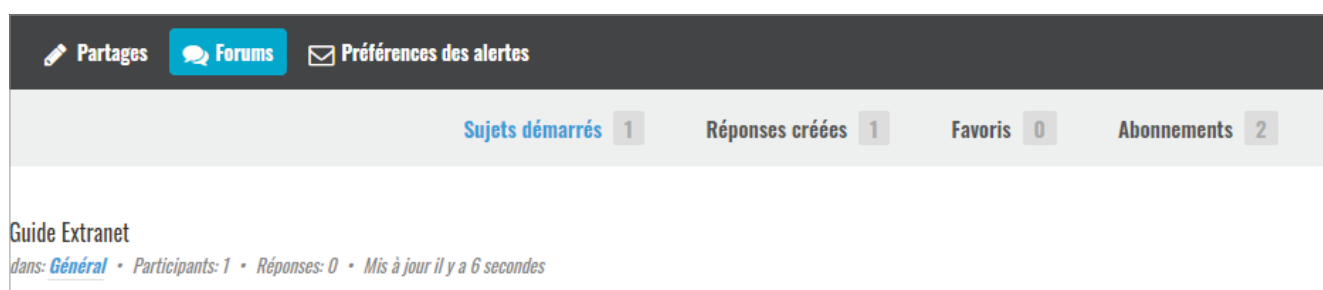 Partages Forums Préférences des alertes
Sujets démarrés 1 Réponses créées 1 Favoris 0 Abonnements 2
Guide Extranet
dans: Général • Participants: 1 • Réponses: 0 • Mis à jour il y a 6 secondes